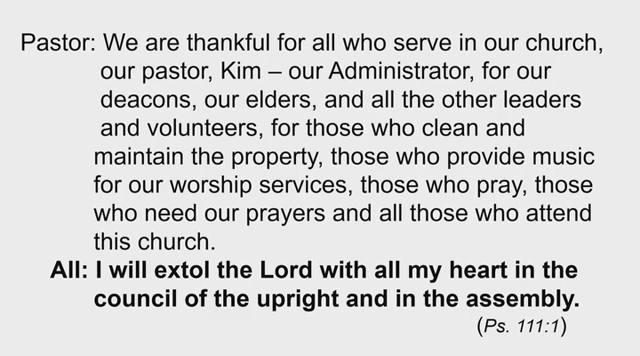 Pastor: We are thankful for all who serve in our church,
our pastor, Kim – our Administrator, for our
deacons, our elders, and all the other leaders
and volunteers, for those who clean and
maintain the property, those who provide music
for our worship services, those who pray, those
who need our prayers and all those who attend
this church.
All: I will extol the Lord with all my heart in the
council of the upright and in the assembly.
(Ps. 111:1)